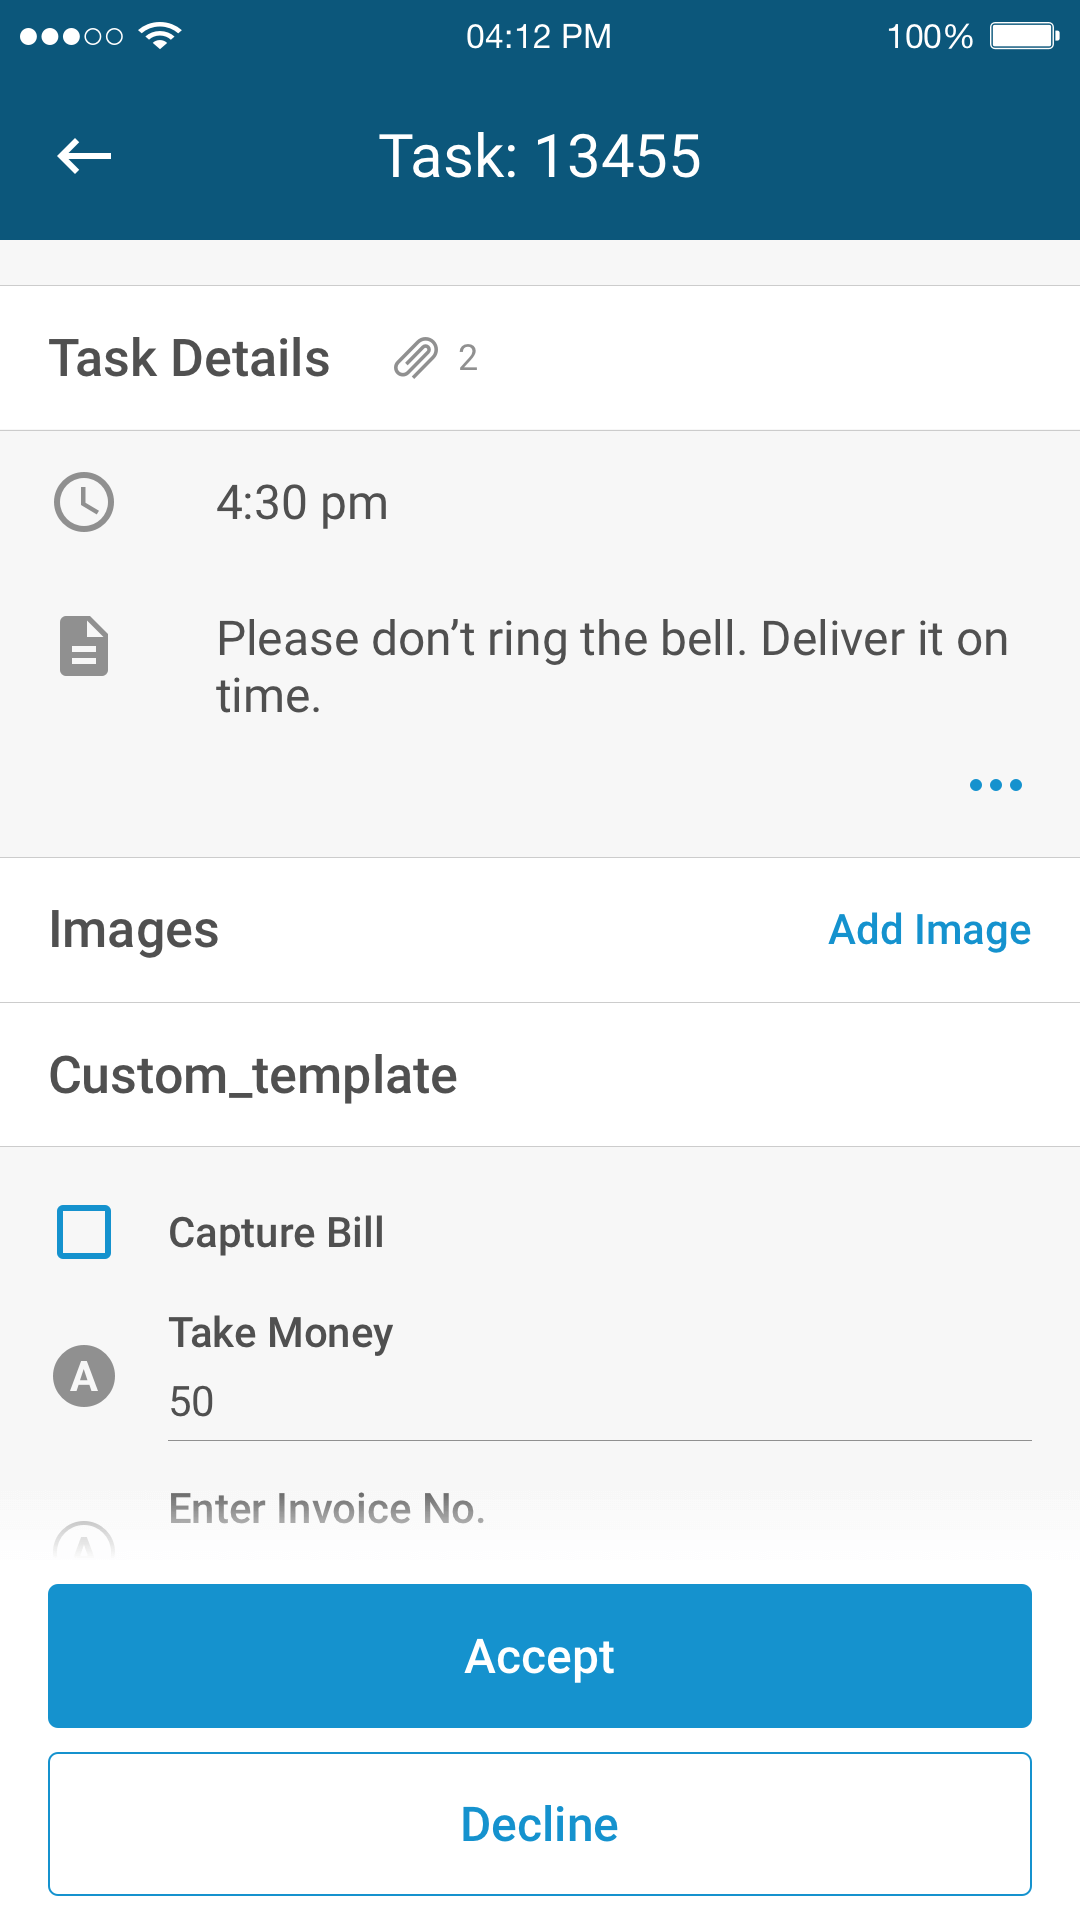 04:12 PM
100%
Task: 13455
Task Details 2
4:30 pm
Please don’t ring the bell. Deliver it on
time.
Images
Add Image
Custom_template
Capture Bill
Take Money
A
50
Enter Invoice No.
A
Accept
Decline